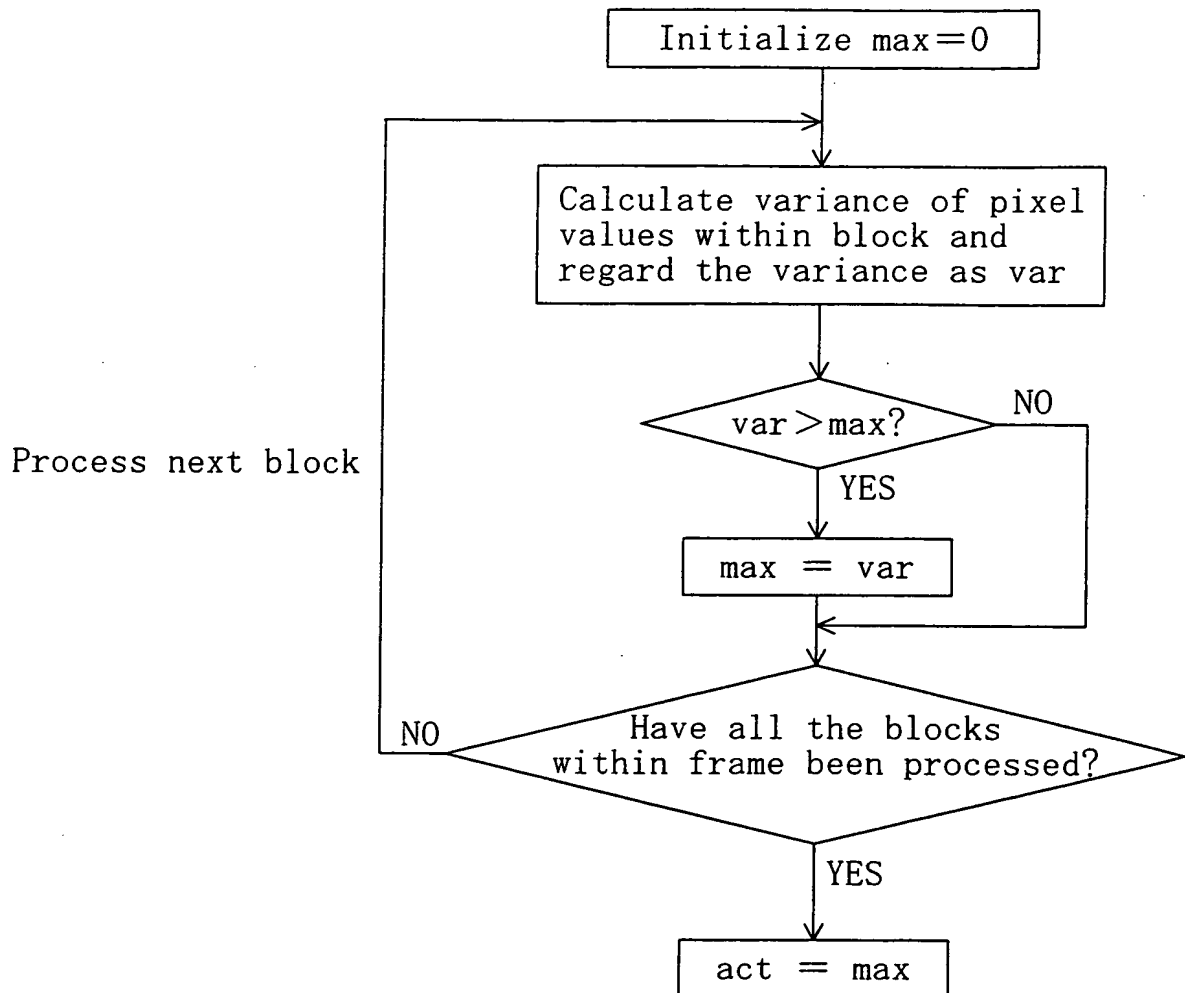 Initialize max=0
Calculate variance of pixel
values within block and
regard the variance as var
var>max?
NO
Process next block
YES
max = var
Have all the blocks
within frame been processed?
NO
YES
act = max